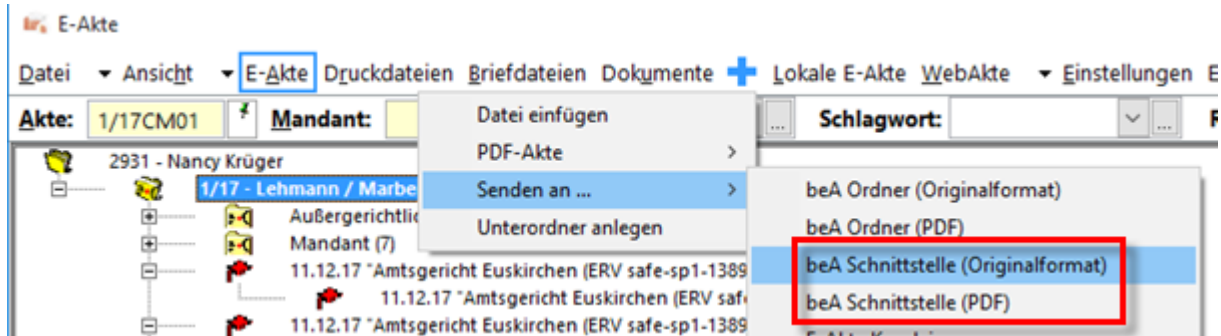 E-Akte
Datei Ansicht E-Akte Druckdateien Briefdateien Dokumente Lokale E-Akte WebAkte Einstellungen E
Akte: 1/17CM01 Mandant: ... Schlagwort: ...
Datei einfügen
PDF-Akte
Senden an ...
Unterordner anlegen
beA Ordner (Originalformat)
beA Ordner (PDF)
beA Schnittstelle (Originalformat)
beA Schnittstelle (PDF)
2931 - Nancy Krüger
1/17 - Lehmann / Marbe
Außergerichtlic
Mandant (7)
11.12.17 "Amtsgericht Euskirchen (ERV safe-sp1-1389
11.12.17 "Amtsgericht Euskirchen (ERV safe
11.12.17 "Amtsgericht Euskirchen (ERV safe-sp1-1389